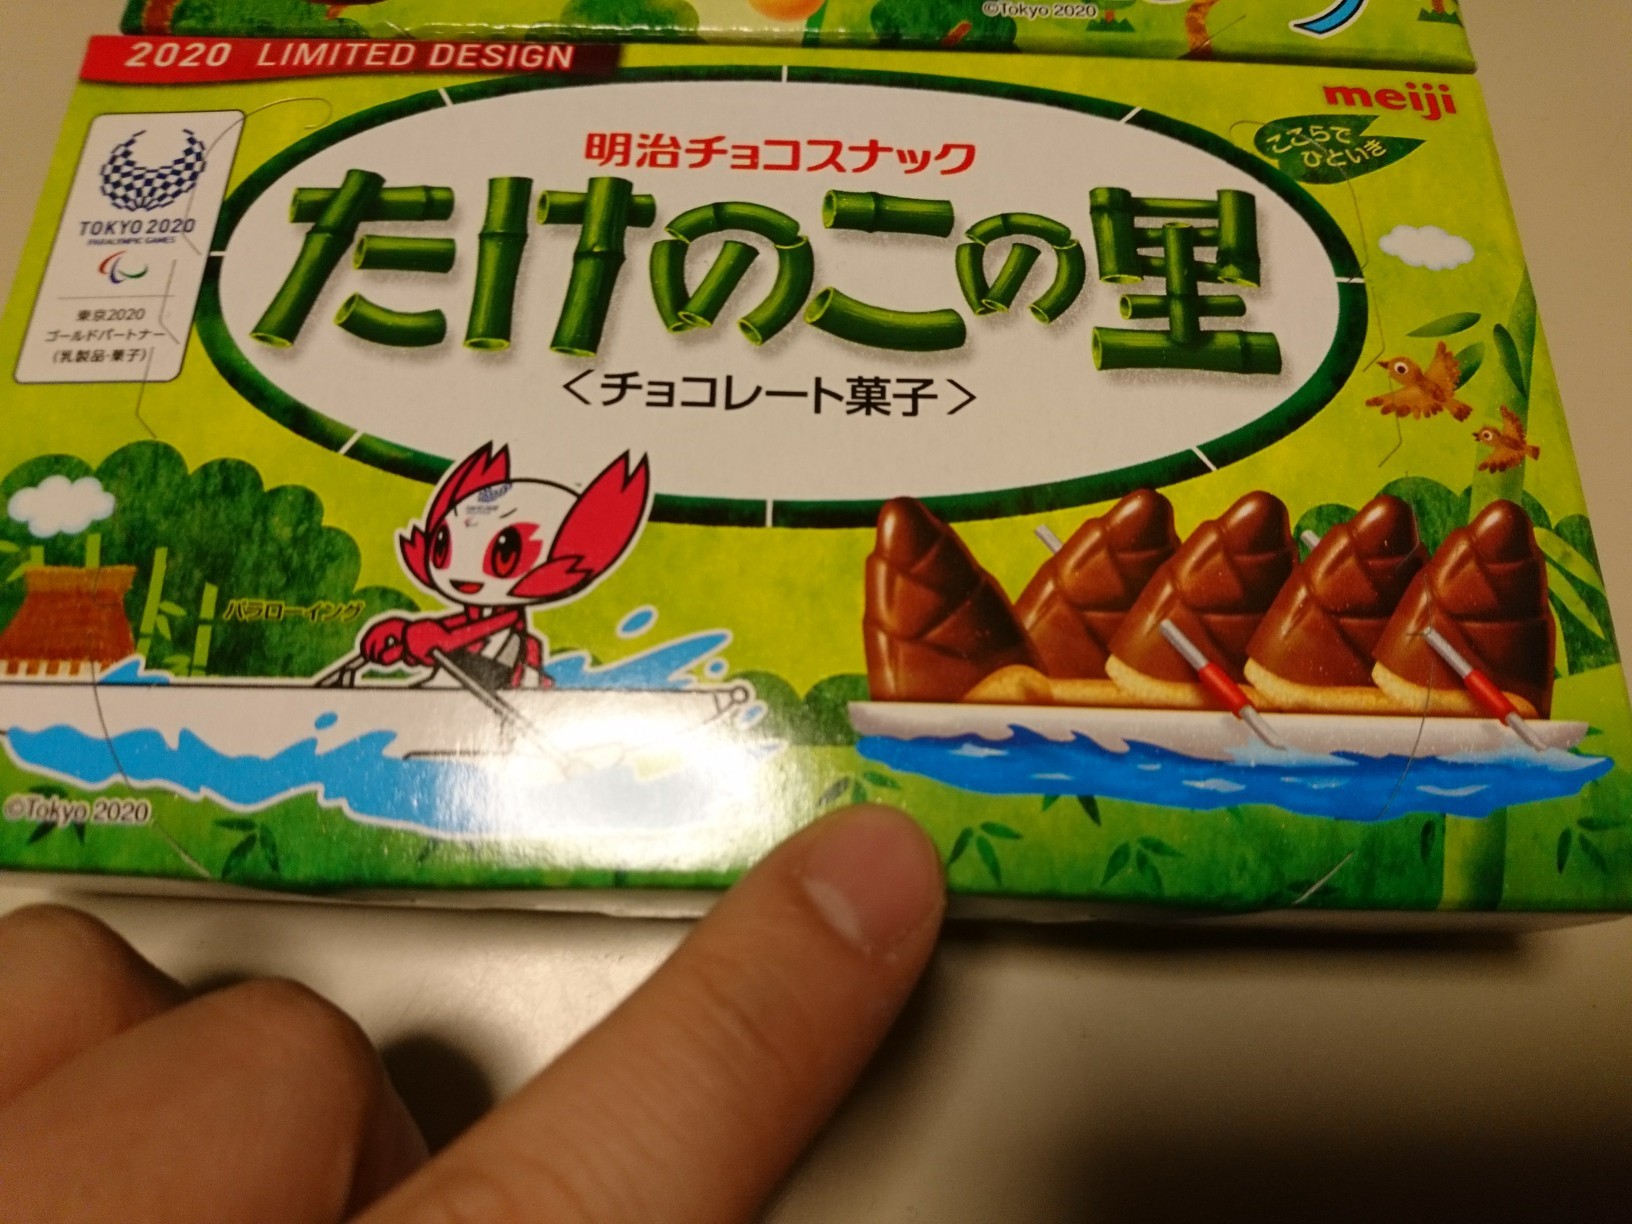 ©Tokyo 2020
2020 LIMITED DESIGN
meiji
明治チョコスナック
ここらで
ひといき
たけのこの里
<チョコレート菓子>
TOKYO 2020
PARALYMPIC GAMES
東京2020
ゴールドパートナー
(乳製品・菓子)
パラローイング
©Tokyo 2020